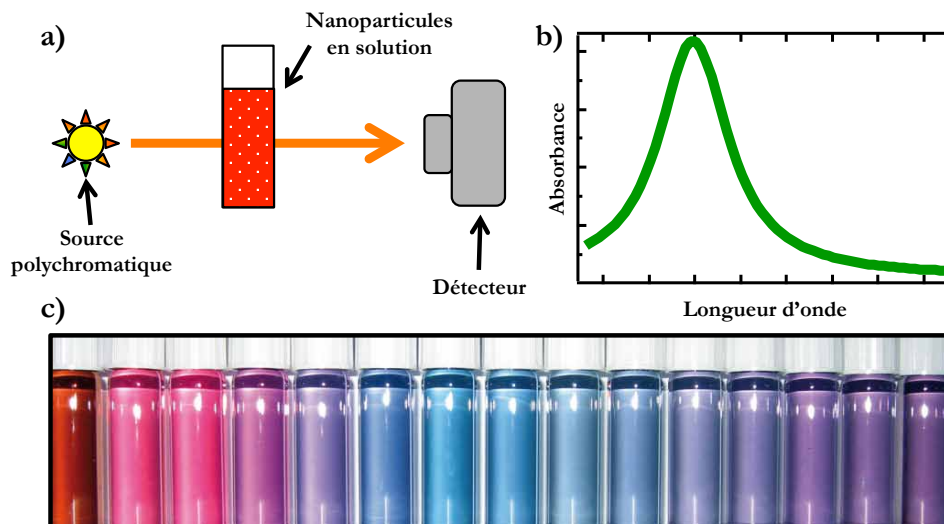 a)
Nanoparticules
en solution
Source
polychromatique
Détecteur
b)
Absorbance
Longueur d'onde
c)